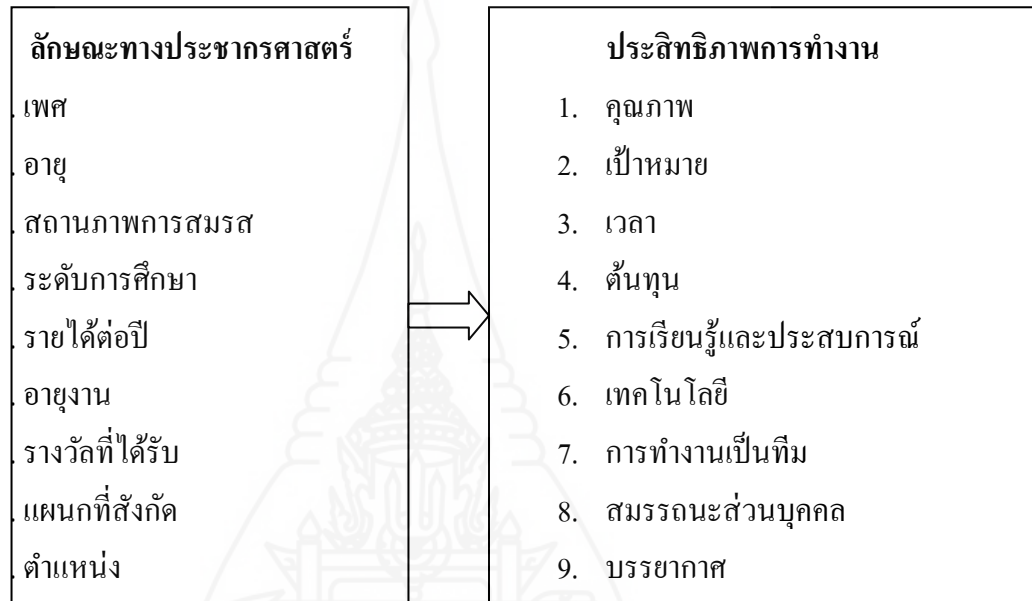 ลักษณะทางประชากรศาสตร์
. เพศ
. อายุ
. สถานภาพการสมรส
. ระดับการศึกษา
. รายได้ต่อปี
. อายุงาน
. รางวัลที่ได้รับ
. แผนกที่สังกัด
. ตำแหน่ง
ประสิทธิภาพการทำงาน
1. คุณภาพ
2. เป้าหมาย
3. เวลา
4. ต้นทุน
5. การเรียนรู้และประสบการณ์
6. เทคโนโลยี
7. การทำงานเป็นทีม
8. สมรรถนะส่วนบุคคล
9. บรรยากาศ